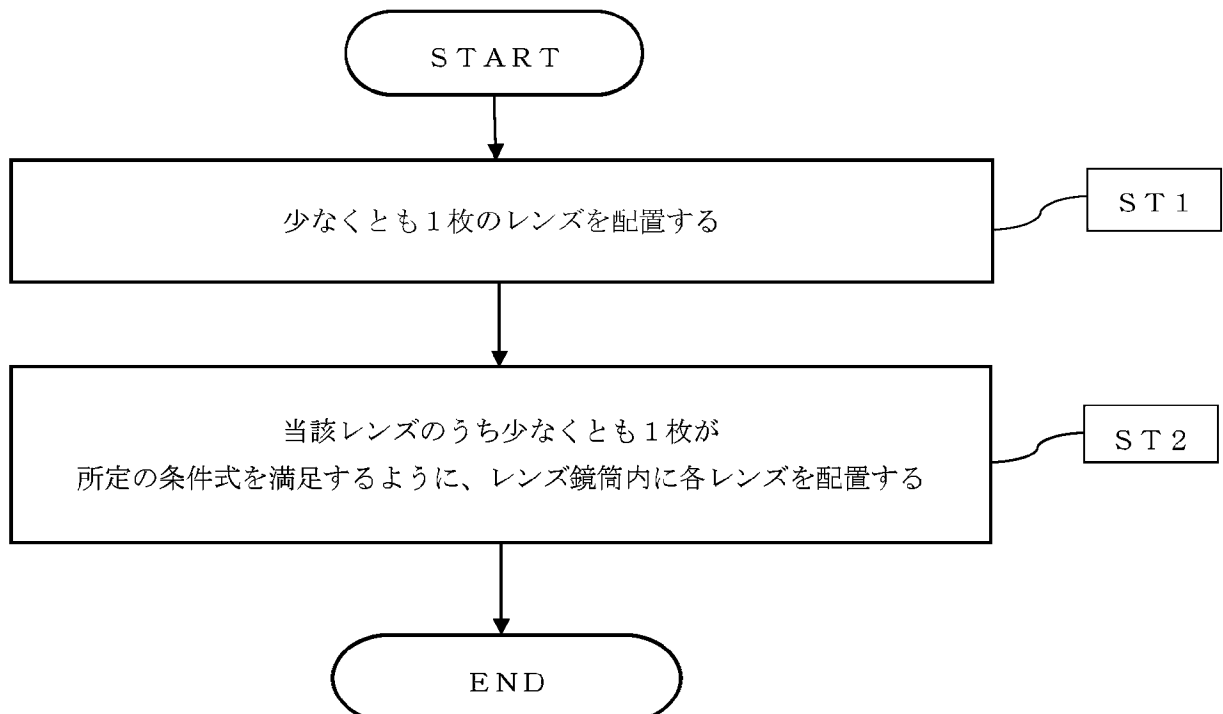 START
少なくとも１枚のレンズを配置する
ST1
当該レンズのうち少なくとも１枚が
所定の条件式を満足するように、レンズ鏡筒内に各レンズを配置する
ST2
END